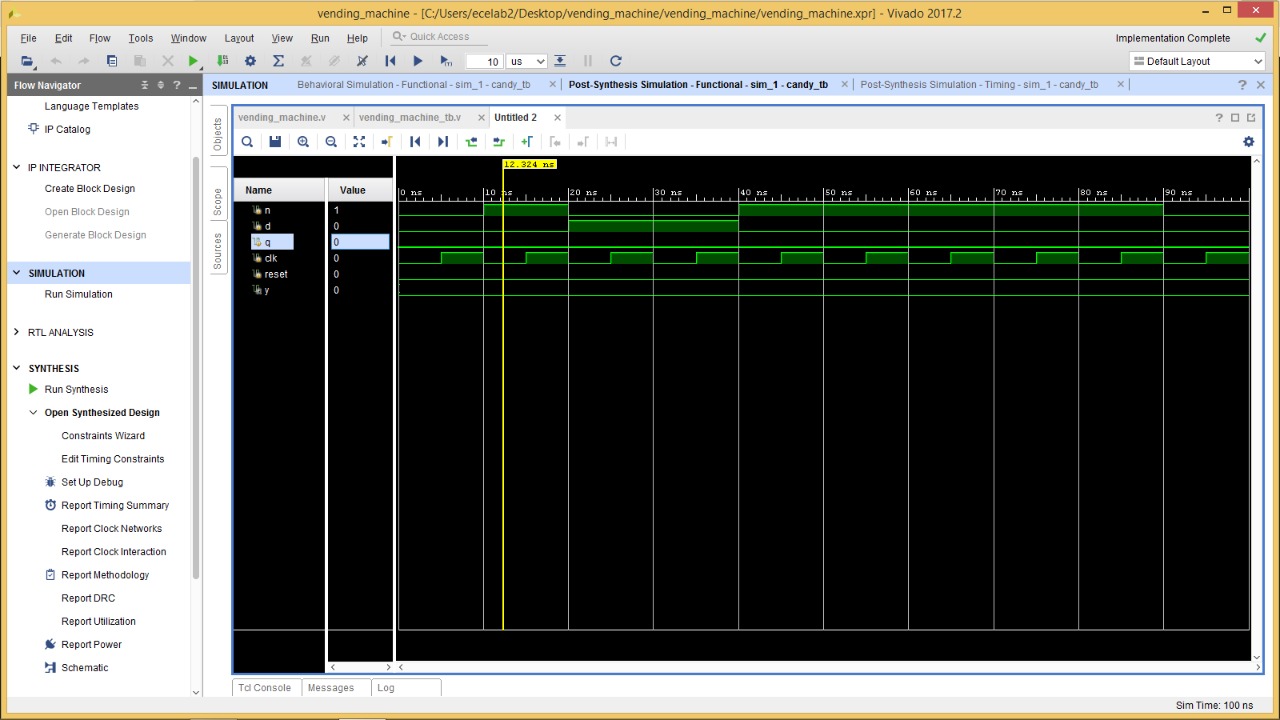 vending_machine - [C:/Users/ecelab2/Desktop/vending_machine/vending_machine/vending_machine.xpr] - Vivado 2017.2
File Edit Flow Tools Window Layout View Run Help Quick Access Implementation Complete
10 us Default Layout
Flow Navigator
SIMULATION Behavioral Simulation - Functional - sim_1 - candy_tb Post-Synthesis Simulation - Functional - sim_1 - candy_tb Post-Synthesis Simulation - Timing - sim_1 - candy_tb
Language Templates
IP Catalog
IP INTEGRATOR
Create Block Design
Open Block Design
Generate Block Design
SIMULATION
Run Simulation
RTL ANALYSIS
SYNTHESIS
Run Synthesis
Open Synthesized Design
Constraints Wizard
Edit Timing Constraints
Set Up Debug
Report Timing Summary
Report Clock Networks
Report Clock Interaction
Report Methodology
Report DRC
Report Utilization
Report Power
Schematic
Objects
Scope
Sources
vending_machine.v vending_machine_tb.v Untitled 2
12.324 ns
Name Value 0 ns 10 ns 20 ns 30 ns 40 ns 50 ns 60 ns 70 ns 80 ns 90 ns
n 1
d 0
q 0
clk 0
reset 0
y 0
Tcl Console Messages Log
Sim Time: 100 ns